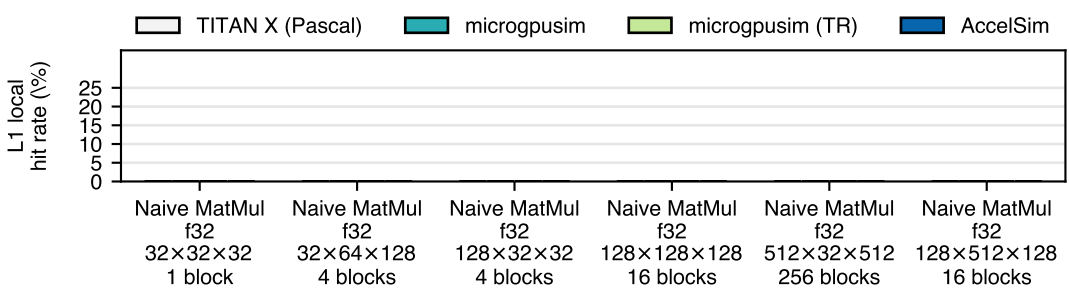 TITAN X (Pascal)
microgpusim
microgpusim (TR)
AccelSim
L1 local
hit rate (\%)
25
20
15
10
5
0
Naive MatMul
f32
32×32×32
1 block
Naive MatMul
f32
32×64×128
4 blocks
Naive MatMul
f32
128×32×32
4 blocks
Naive MatMul
f32
128×128×128
16 blocks
Naive MatMul
f32
512×32×512
256 blocks
Naive MatMul
f32
128×512×128
16 blocks